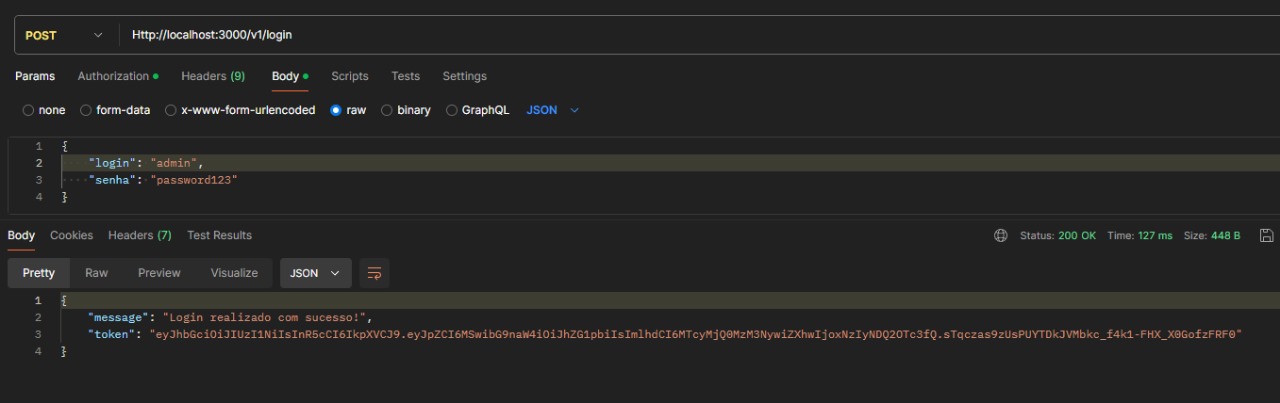 POST Http://localhost:3000/v1/login
Params Authorization Headers (9) Body Scripts Tests Settings
none form-data x-www-form-urlencoded raw binary GraphQL JSON
1 {
2 "login": "admin",
3 "senha": "password123"
4 }
Body Cookies Headers (7) Test Results Status: 200 OK Time: 127 ms Size: 448 B
Pretty Raw Preview Visualize JSON
1 {
2 "message": "Login realizado com sucesso!",
3 "token": "eyJhbGciOiJIUzI1NiIsInR5cCI6IkpXVCJ9.eyJpZCI6MSwibG9naW4iOiJhZG1pbiIsImlhdCI6MTcyMjQ0MzM3NywiZXhwIjoxNzIyNDQ2OTc3fQ.sTqczas9zUsPUYTDkJVMbkc_f4k1-FHX_X0GofzFRF0"
4 }